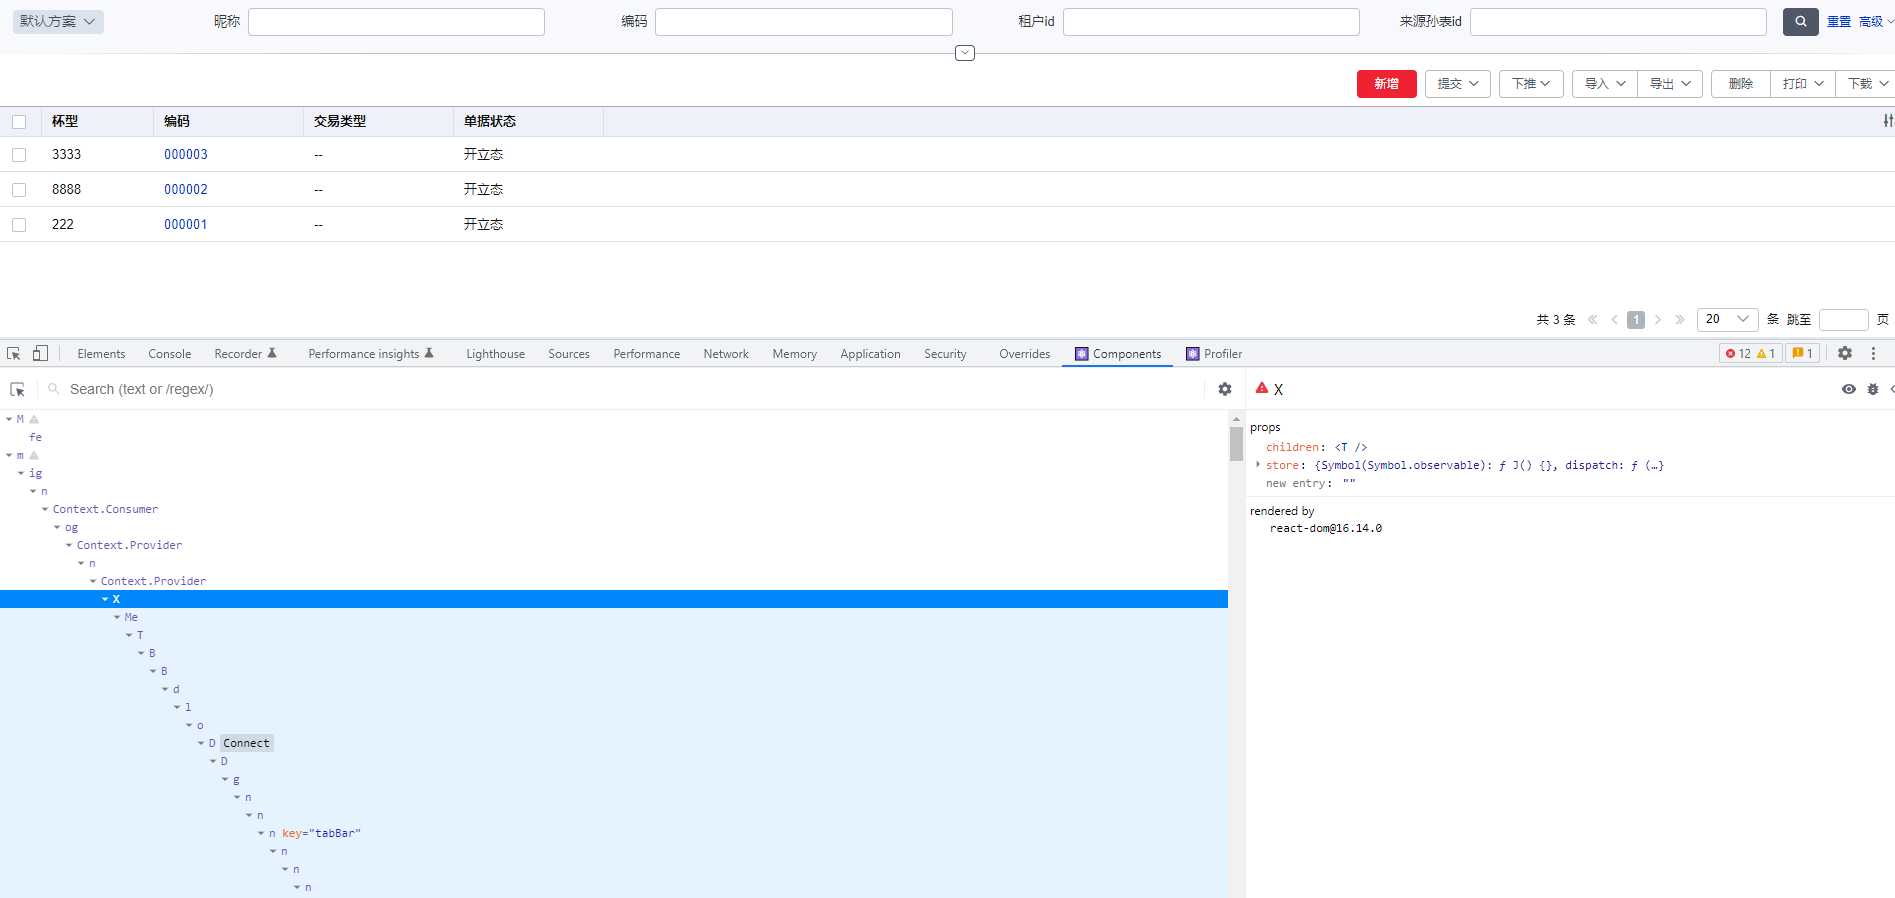 默认方案 昵称 编码 租户id 来源孙表id 重置 高级
新增 提交 下推 导入 导出 删除 打印 下载
杯型 编码 交易类型 单据状态
3333 000003 -- 开立态
8888 000002 -- 开立态
222 000001 -- 开立态
共 3 条 1 20 条 跳至 页
Elements Console Recorder Performance insights Lighthouse Sources Performance Network Memory Application Security Overrides Components Profiler 12 1 1
Search (text or /regex/) X
M
fe
m
ig
n
Context.Consumer
og
Context.Provider
n
Context.Provider
X
Me
T
B
B
d
l
o
D Connect
D
g
n
n
n key="tabBar"
n
n
n
props
children: <T />
store: {Symbol(Symbol.observable): ƒ J() {}, dispatch: ƒ (…}
new entry: ""
rendered by
react-dom@16.14.0